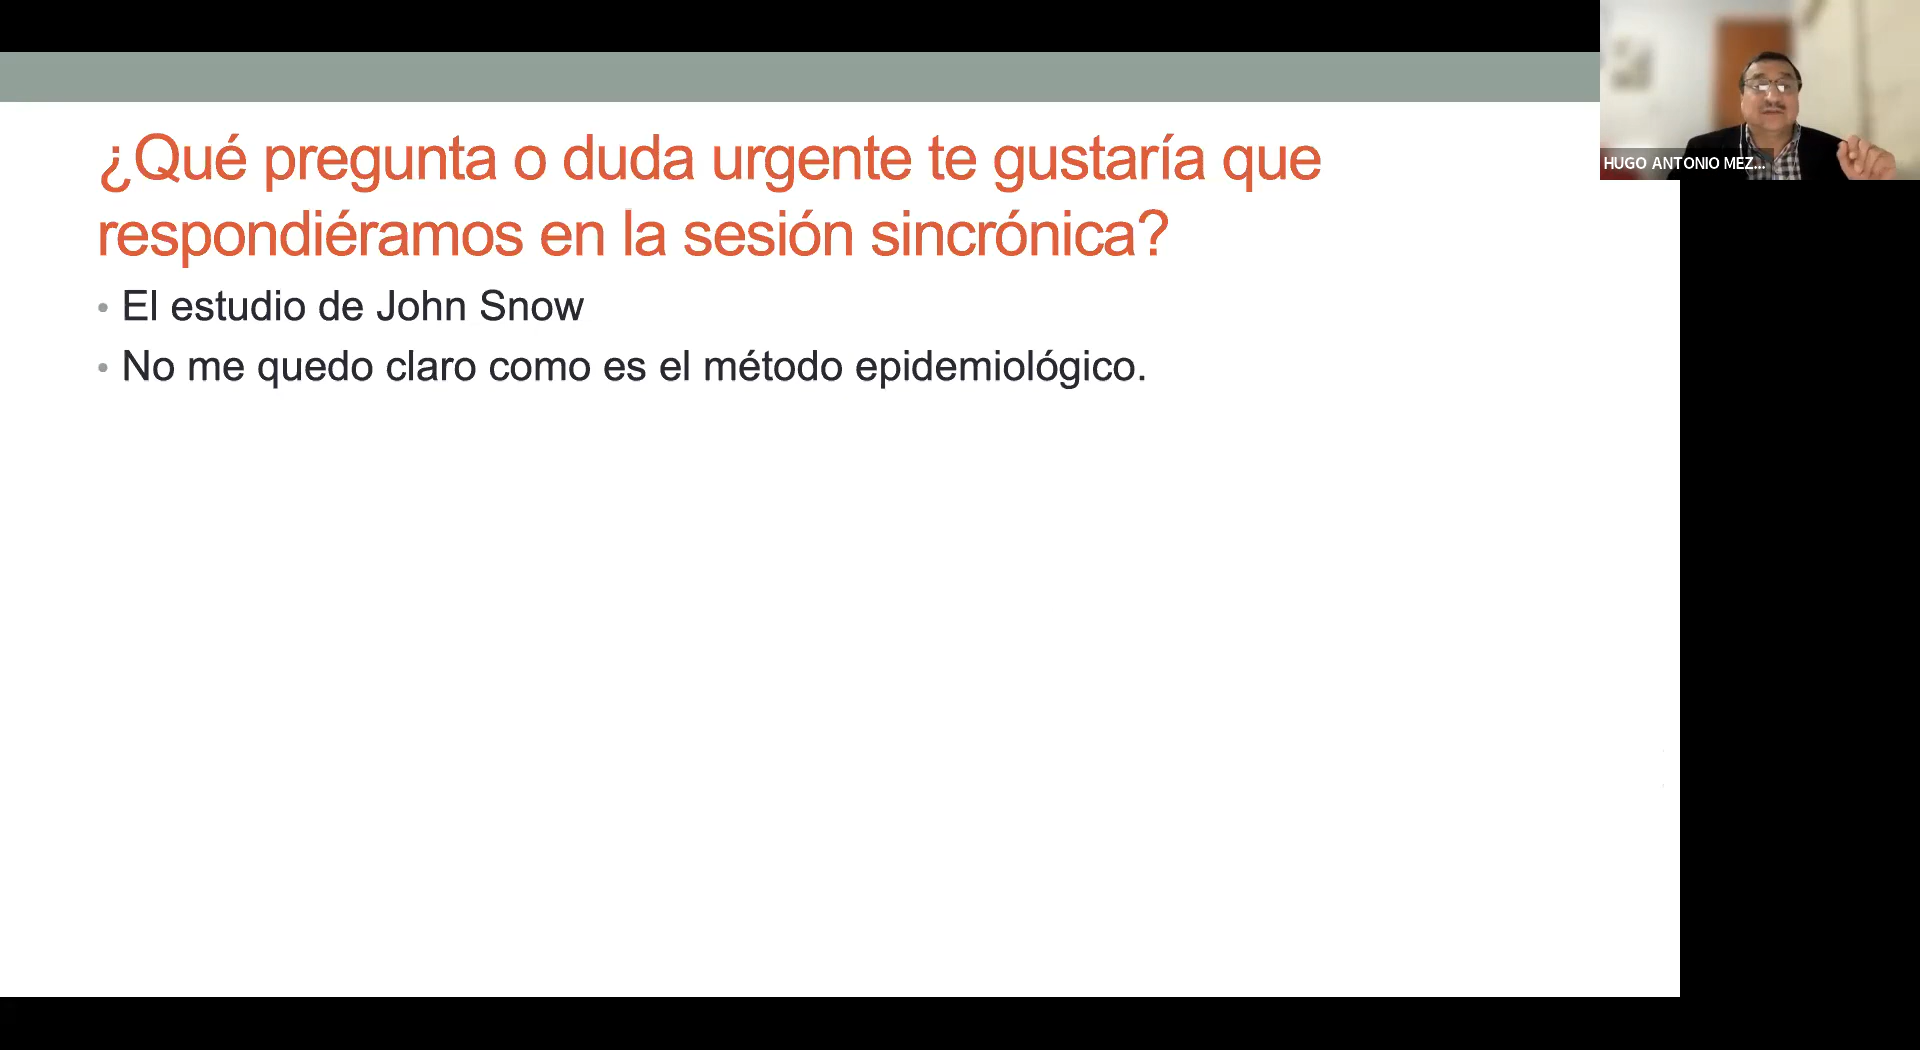 ¿Qué pregunta o duda urgente te gustaría que
respondiéramos en la sesión sincrónica?
• El estudio de John Snow
• No me quedo claro como es el método epidemiológico.
HUGO ANTONIO MEZ...